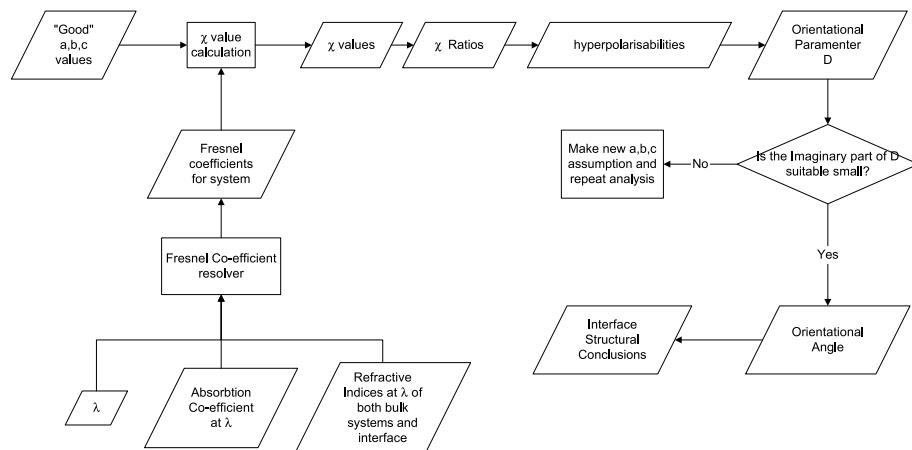 "Good"
a,b,c
values
χ value
calculation
χ values
χ Ratios
hyperpolarisabilities
Orientational
Paramenter
D
Fresnel
coefficients
for system
Make new a,b,c
assumption and
repeat analysis
No
Is the Imaginary part of D
suitable small?
Yes
Fresnel Co-efficient
resolver
Interface
Structural
Conclusions
Orientational
Angle
λ
Absorbtion
Co-efficient
at λ
Refractive
Indices at λ of
both bulk
systems and
interface